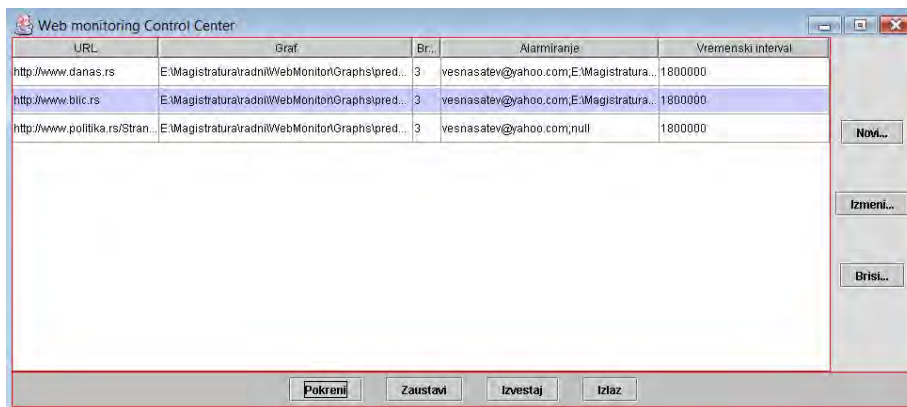 Web monitoring Control Center
URL Graf Br... Alarmiranje Vremenski interval
http://www.danas.rs E:\Magistratura\radni\WebMonitor\Graphs\pred... 3 vesnasatev@yahoo.com;E:\Magistratura... 1800000
http://www.blic.rs E:\Magistratura\radni\WebMonitor\Graphs\pred... 3 vesnasatev@yahoo.com;E:\Magistratura... 1800000
http://www.politika.rs/Stran... E:\Magistratura\radni\WebMonitor\Graphs\pred... 3 vesnasatev@yahoo.com;null 1800000
Novi...
Izmeni...
Brisi...
Pokreni Zaustavi Izvestaj Izlaz